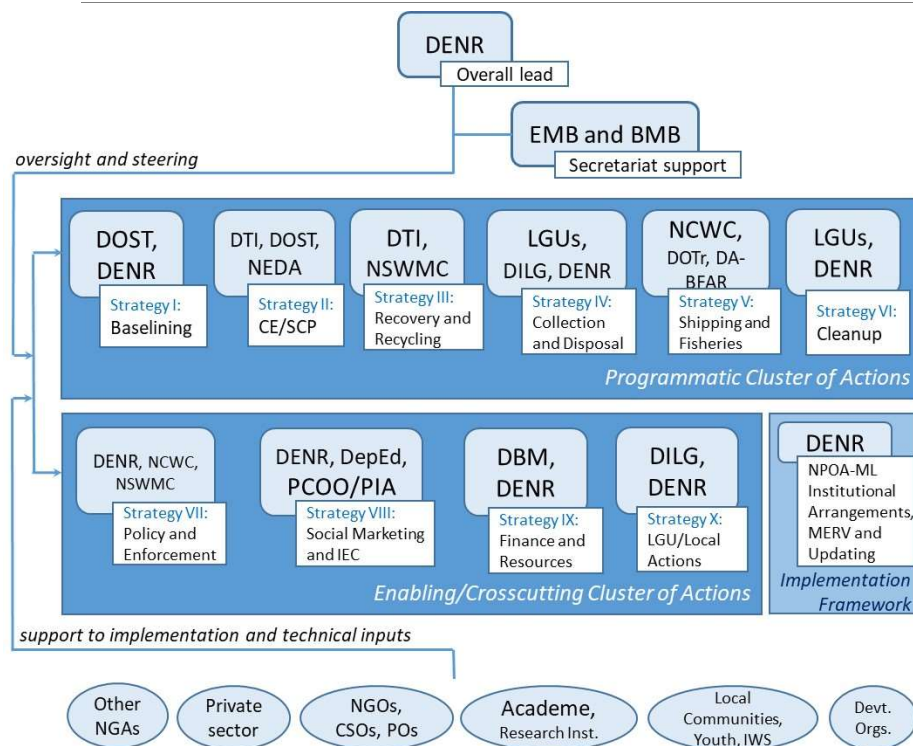 DENR
Overall lead
EMB and BMB
Secretariat support
oversight and steering
DOST,
DENR
Strategy I:
Baselining
DTI, DOST,
NEDA
Strategy II:
CE/SCP
DTI,
NSWMC
Strategy III:
Recovery and
Recycling
LGUs,
DILG, DENR
Strategy IV:
Collection
and Disposal
NCWC,
DOTr, DA-
BFAR
Strategy V:
Shipping and
Fisheries
LGUs,
DENR
Strategy VI:
Cleanup
Programmatic Cluster of Actions
DENR, NCWC,
NSWMC
Strategy VII:
Policy and
Enforcement
DENR, DepEd,
PCOO/PIA
Strategy VIII:
Social Marketing
and IEC
DBM,
DENR
Strategy IX:
Finance and
Resources
DILG,
DENR
Strategy X:
LGU/Local
Actions
Enabling/Crosscutting Cluster of Actions
DENR
NPOA-ML
Institutional
Arrangements,
MERV and
Updating
Implementation
Framework
support to implementation and technical inputs
Other
NGAs
Private
sector
NGOs,
CSOs, POs
Academe,
Research Inst.
Local
Communities,
Youth, IWS
Devt.
Orgs.